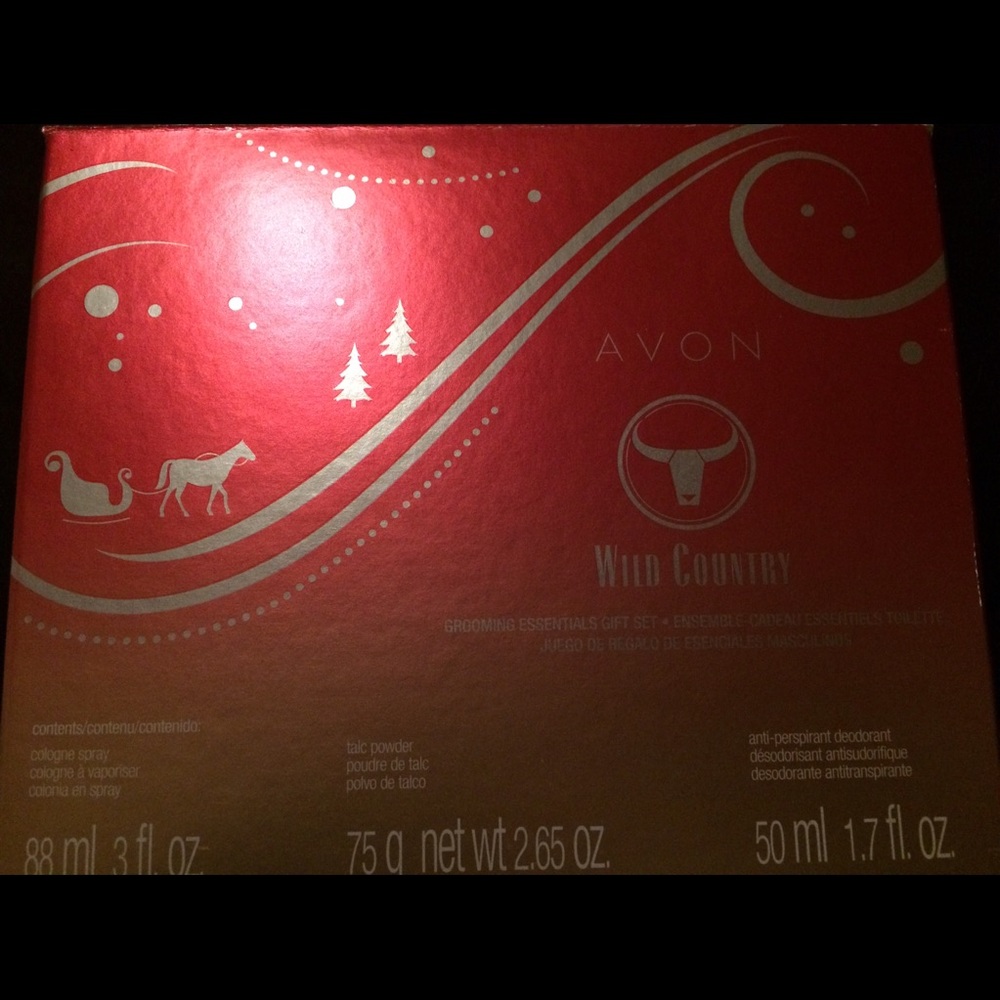 AVON
WILD COUNTRY
GROOMING ESSENTIALS GIFT SET • ENSEMBLE-CADEAU ESSENTIELS TOILETTE
JUEGO DE REGALO DE ESENCIALES MASCULINOS
contents/contenu/contenido:
cologne spray
cologne à vaporiser
colonia en spray
88 ml 3 fl. oz.
talc powder
poudre de talc
polvo de talco
75 g net wt 2.65 oz.
anti-perspirant deodorant
désodorisant antisudorifique
desodorante antitranspirante
50 ml 1.7 fl. oz.